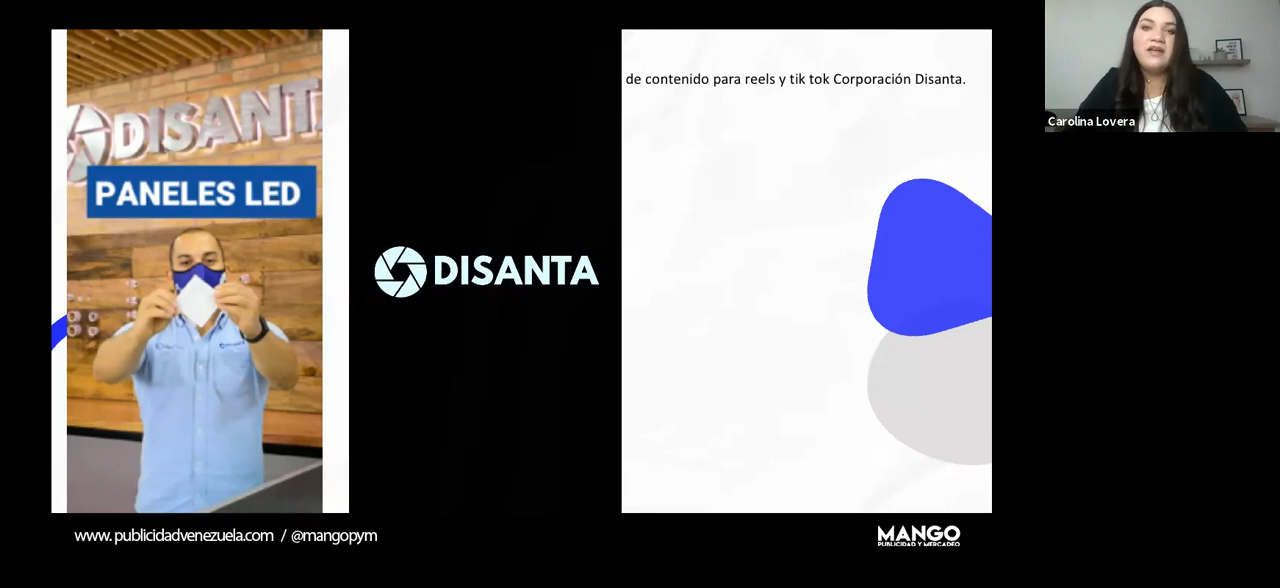 DISANT
PANELES LED
DISANTA
de contenido para reels y tik tok Corporación Disanta.
Carolina Lovera
www.publicidadvenezuela.com / @mangopym
MANGO
PUBLICIDAD Y MERCADEO